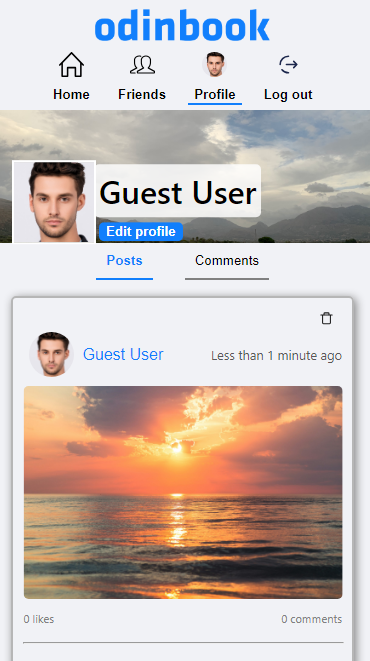 odinbook
Home Friends Profile Log out
Guest User
Edit profile
Posts Comments
Guest User Less than 1 minute ago
0 likes 0 comments